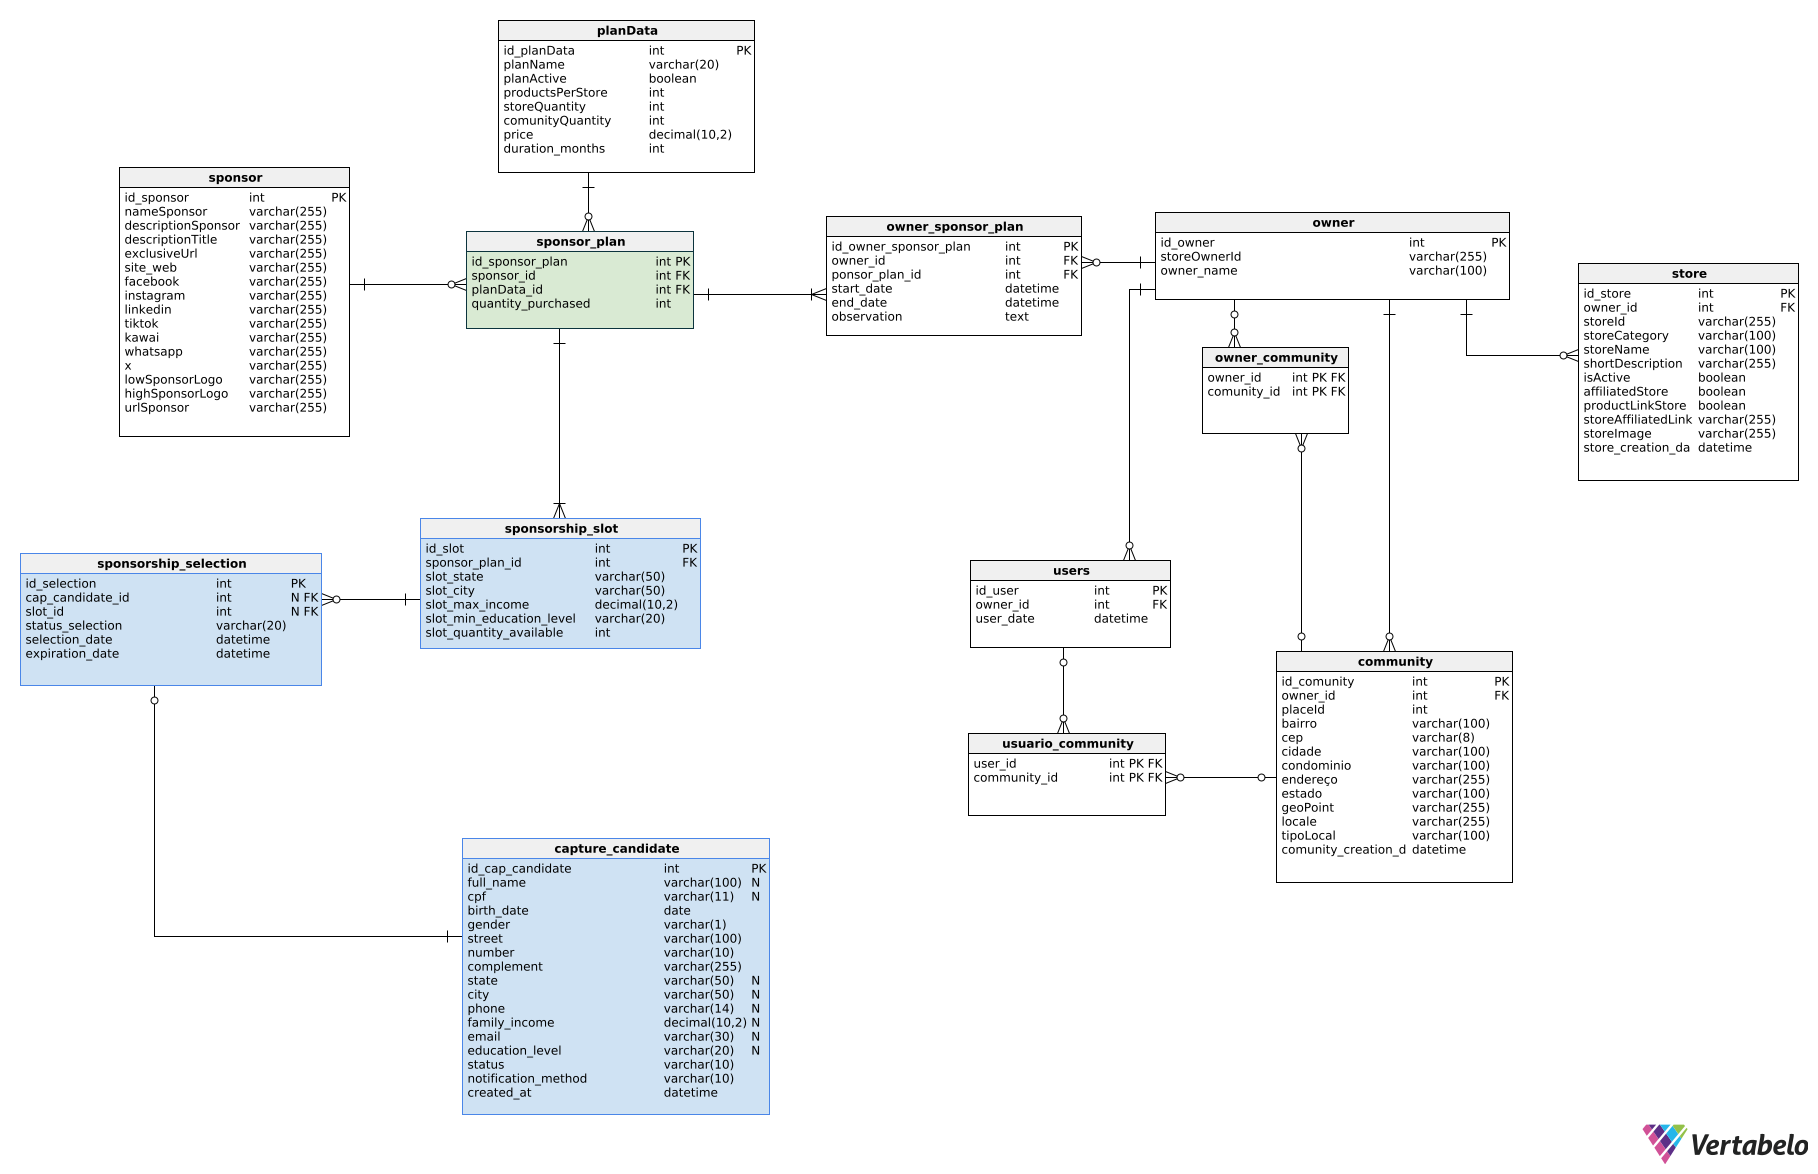 planData
id_planData int PK
planName varchar(20)
planActive boolean
productsPerStore int
storeQuantity int
comunityQuantity int
price decimal(10,2)
duration_months int
sponsor
id_sponsor int PK
nameSponsor varchar(255)
descriptionSponsor varchar(255)
descriptionTitle varchar(255)
exclusiveUrl varchar(255)
site_web varchar(255)
facebook varchar(255)
instagram varchar(255)
linkedin varchar(255)
tiktok varchar(255)
kawai varchar(255)
whatsapp varchar(255)
x varchar(255)
lowSponsorLogo varchar(255)
highSponsorLogo varchar(255)
urlSponsor varchar(255)
sponsor_plan
id_sponsor_plan int PK
sponsor_id int FK
planData_id int FK
quantity_purchased int
owner_sponsor_plan
id_owner_sponsor_plan int PK
owner_id int FK
ponsor_plan_id int FK
start_date datetime
end_date datetime
observation text
owner
id_owner int PK
storeOwnerId varchar(255)
owner_name varchar(100)
store
id_store int PK
owner_id int FK
storeId varchar(255)
storeCategory varchar(100)
storeName varchar(100)
shortDescription varchar(255)
isActive boolean
affiliatedStore boolean
productLinkStore boolean
storeAffiliatedLink varchar(255)
storeImage varchar(255)
store_creation_da datetime
owner_community
owner_id int PK FK
comunity_id int PK FK
sponsorship_slot
id_slot int PK
sponsor_plan_id int FK
slot_state varchar(50)
slot_city varchar(50)
slot_max_income decimal(10,2)
slot_min_education_level varchar(20)
slot_quantity_available int
sponsorship_selection
id_selection int PK
cap_candidate_id int N FK
slot_id int N FK
status_selection varchar(20)
selection_date datetime
expiration_date datetime
users
id_user int PK
owner_id int FK
user_date datetime
community
id_comunity int PK
owner_id int FK
placeId int
bairro varchar(100)
cep varchar(8)
cidade varchar(100)
condominio varchar(100)
endereço varchar(255)
estado varchar(100)
geoPoint varchar(255)
locale varchar(255)
tipoLocal varchar(100)
comunity_creation_d datetime
usuario_community
user_id int PK FK
community_id int PK FK
capture_candidate
id_cap_candidate int PK
full_name varchar(100) N
cpf varchar(11) N
birth_date date
gender varchar(1)
street varchar(100)
number varchar(10)
complement varchar(255)
state varchar(50) N
city varchar(50) N
phone varchar(14) N
family_income decimal(10,2) N
email varchar(30) N
education_level varchar(20) N
status varchar(10)
notification_method varchar(10)
created_at datetime
Vertabelo